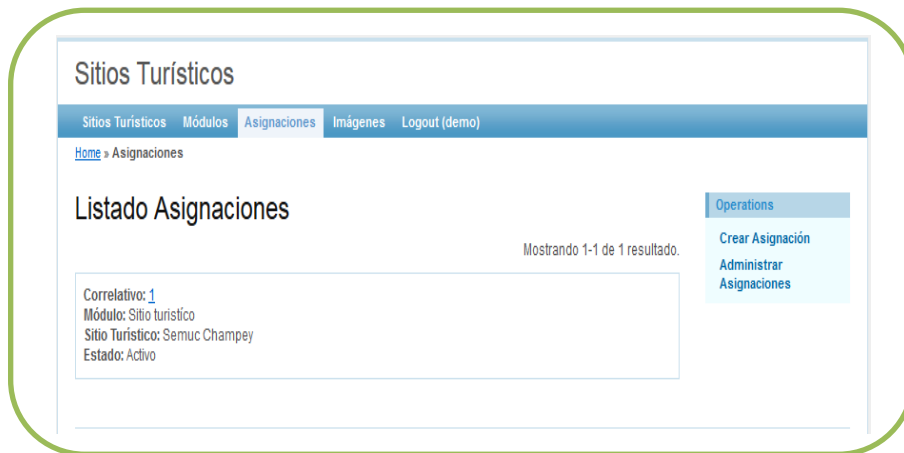 Sitios Turísticos
Sitios Turísticos Módulos Asignaciones Imágenes Logout (demo)
Home » Asignaciones
Listado Asignaciones
Mostrando 1-1 de 1 resultado.
Correlativo: 1
Módulo: Sitio turistíco
Sitio Turístico: Semuc Champey
Estado: Activo
Operations
Crear Asignación
Administrar
Asignaciones